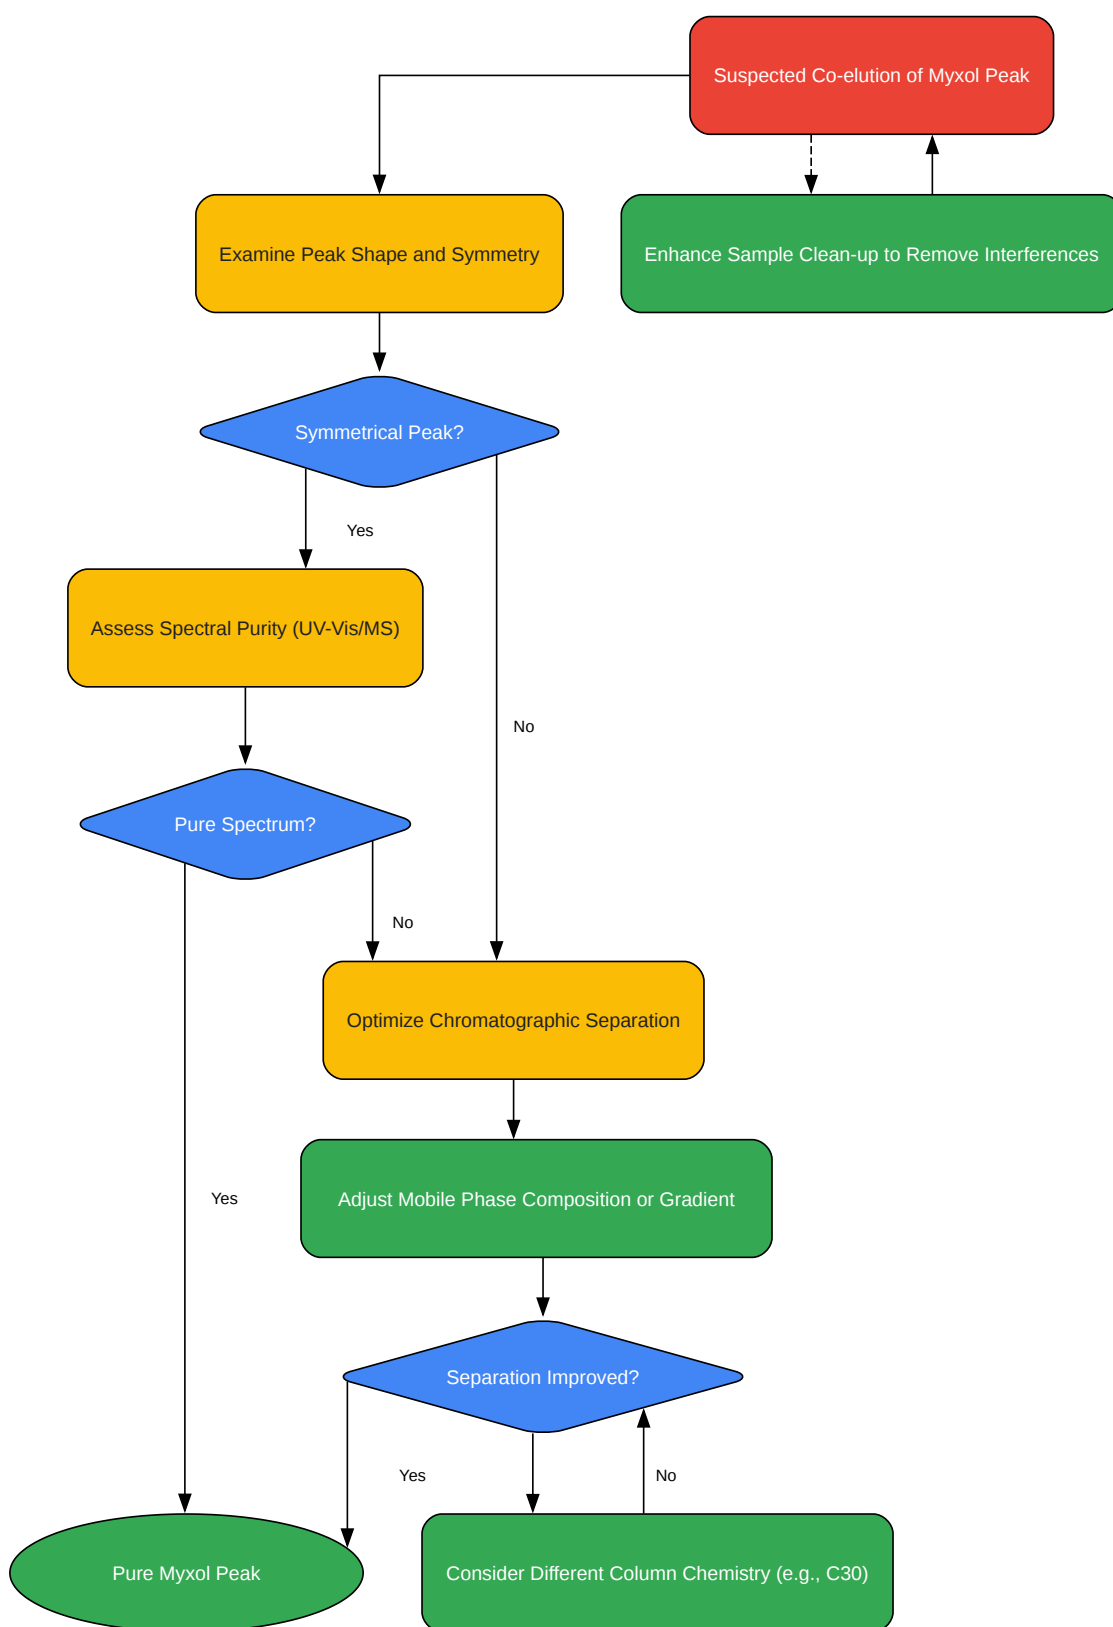 Suspected Co-elution of Myxol Peak
Examine Peak Shape and Symmetry
Enhance Sample Clean-up to Remove Interferences
Symmetrical Peak?
Yes
Assess Spectral Purity (UV-Vis/MS)
No
Pure Spectrum?
No
Optimize Chromatographic Separation
Adjust Mobile Phase Composition or Gradient
Yes
Separation Improved?
Yes
No
Pure Myxol Peak
Consider Different Column Chemistry (e.g., C30)